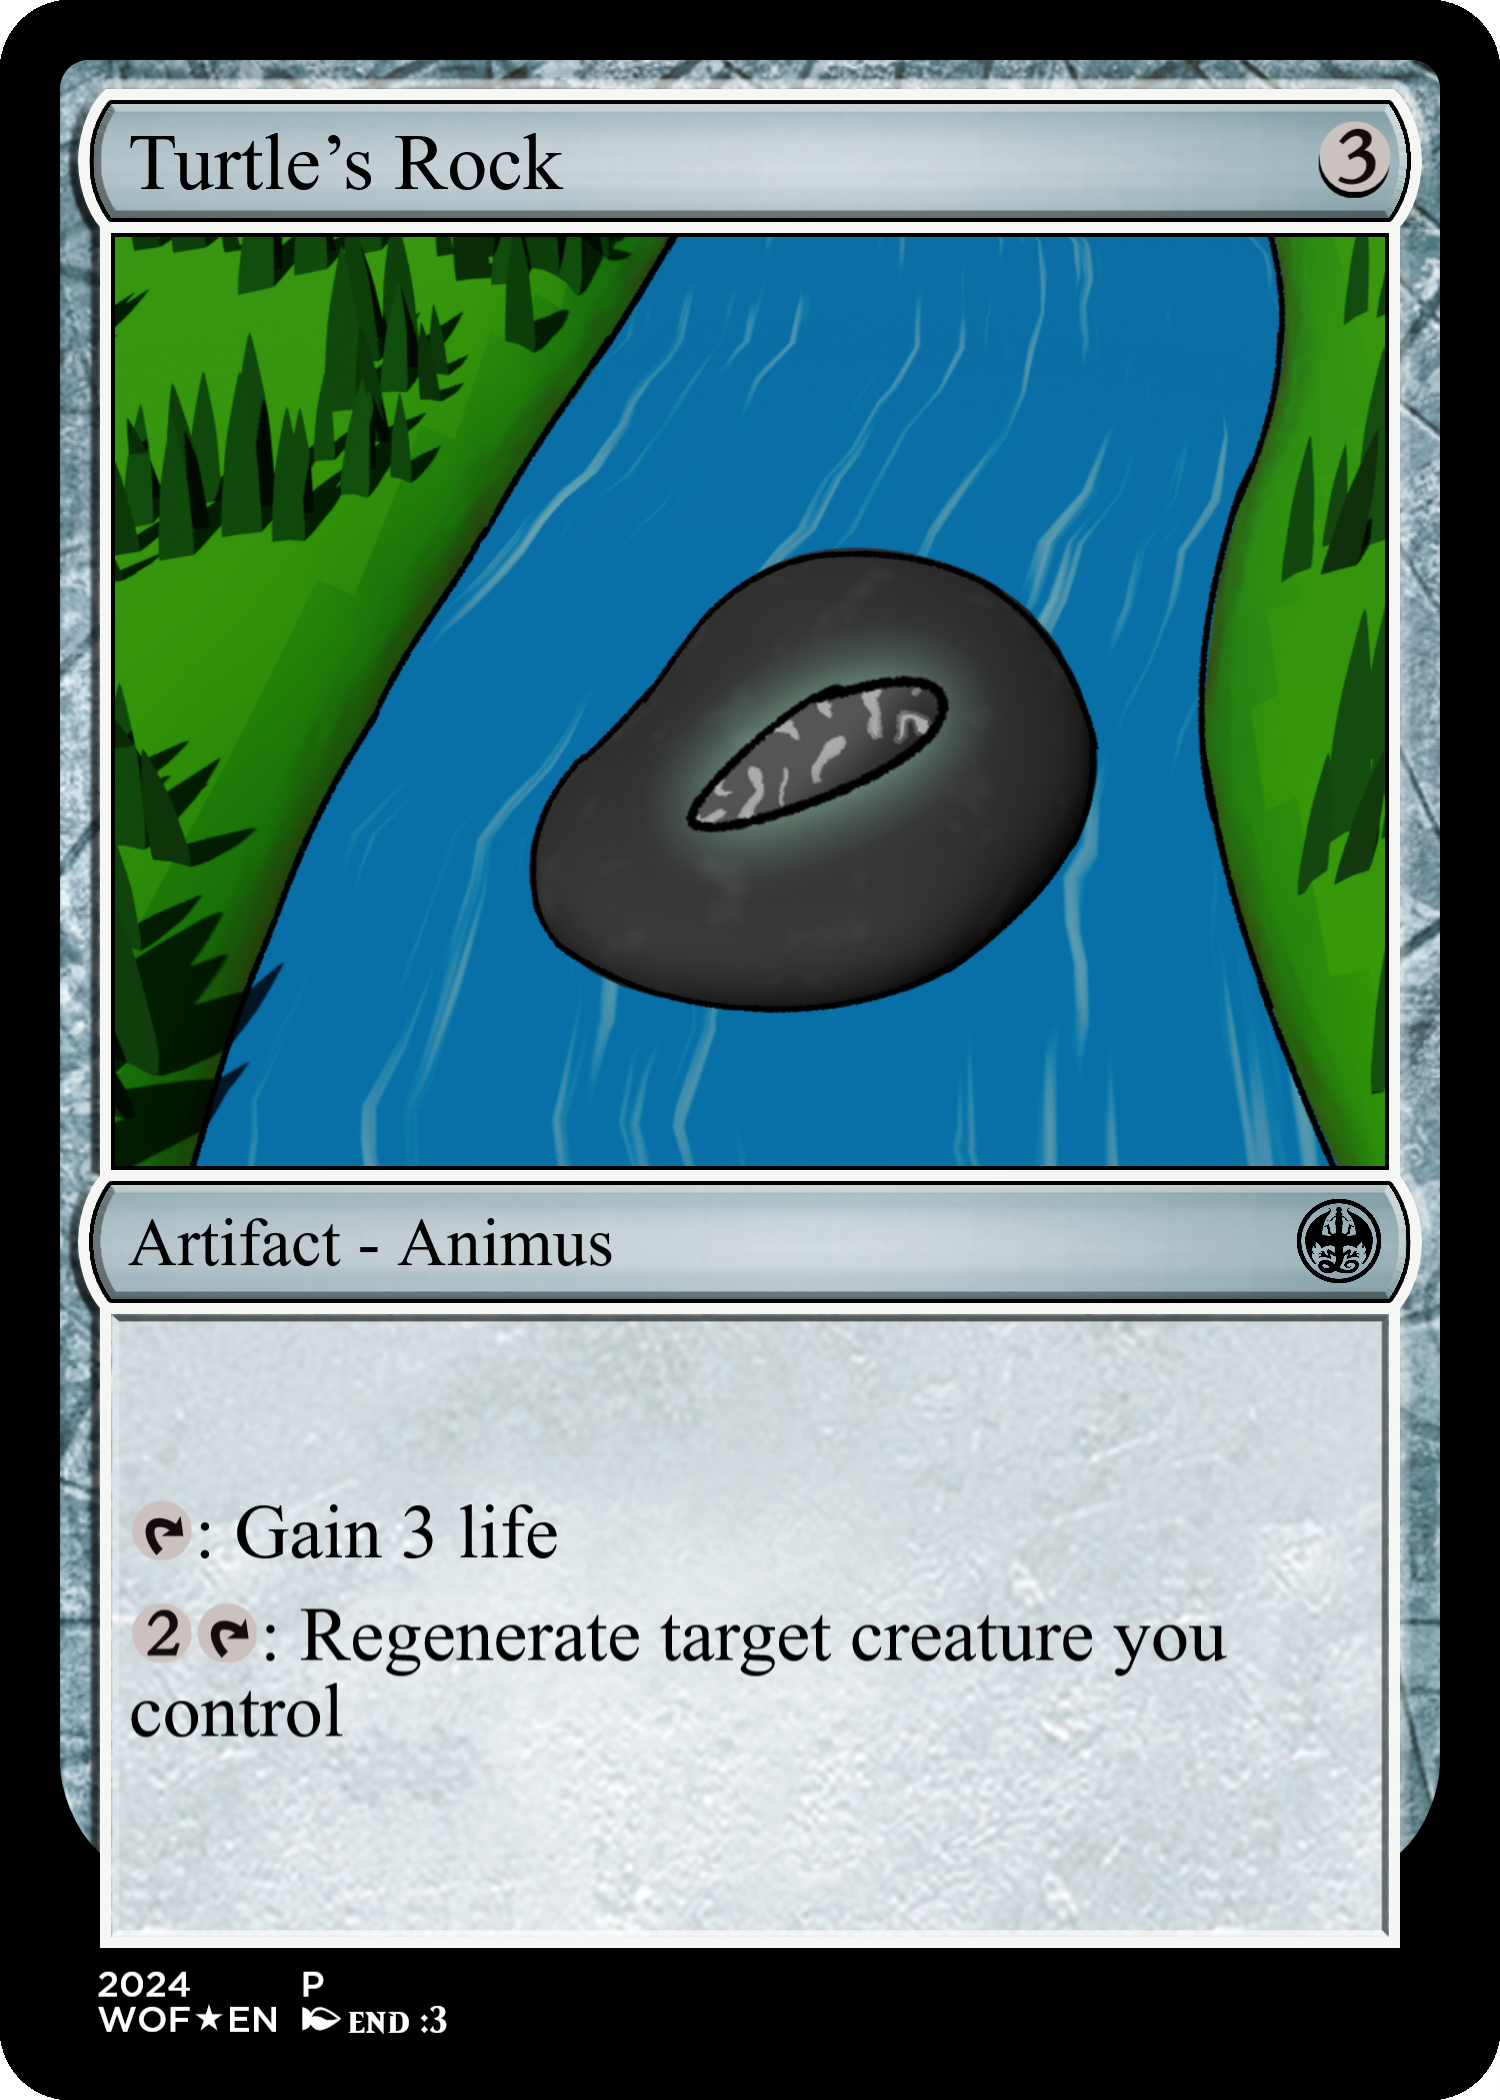 Turtle’s Rock 3
Artifact - Animus
: Gain 3 life
2 : Regenerate target creature you
control
2024 P
WOF★EN END :3